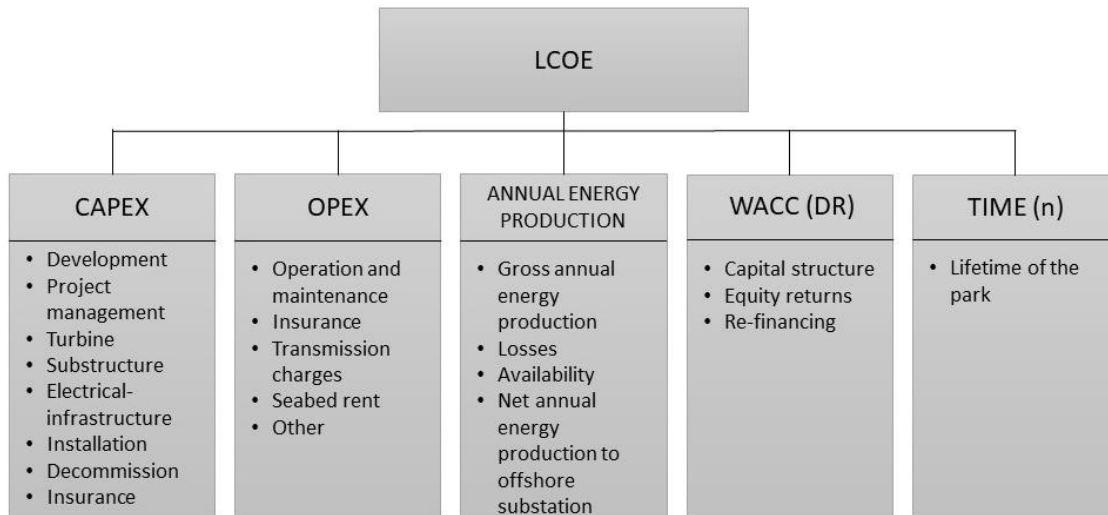 LCOE
CAPEX
• Development
• Project
management
• Turbine
• Substructure
• Electrical-
infrastructure
• Installation
• Decommission
• Insurance
OPEX
• Operation and
maintenance
• Insurance
• Transmission
charges
• Seabed rent
• Other
ANNUAL ENERGY
PRODUCTION
• Gross annual
energy
production
• Losses
• Availability
• Net annual
energy
production to
offshore
substation
WACC (DR)
• Capital structure
• Equity returns
• Re-financing
TIME (n)
• Lifetime of the
park